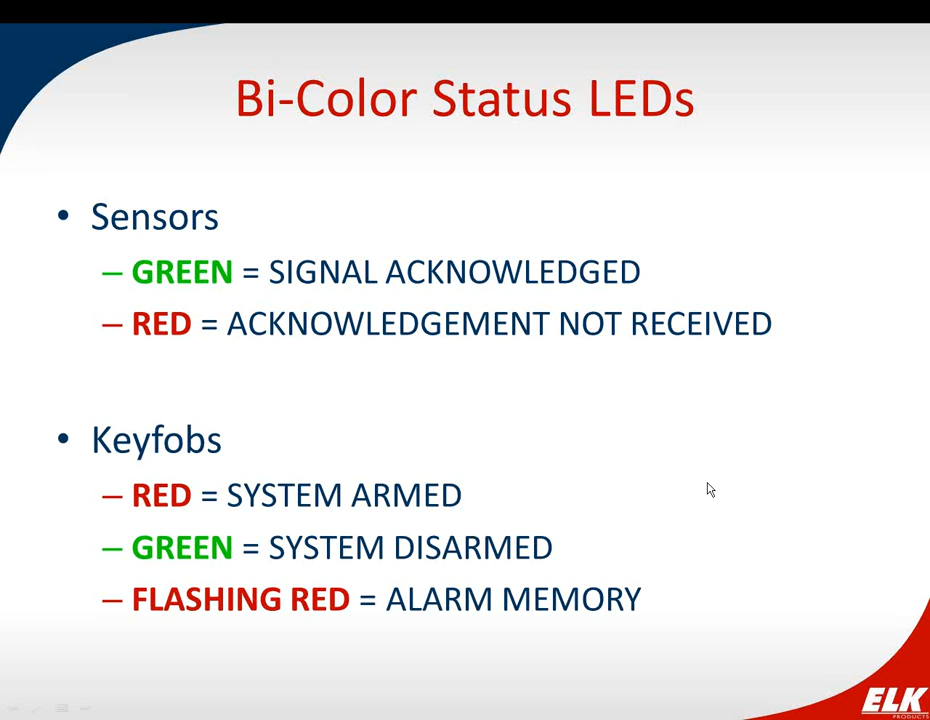 Bi-Color Status LEDs
• Sensors
– GREEN = SIGNAL ACKNOWLEDGED
– RED = ACKNOWLEDGEMENT NOT RECEIVED
• Keyfobs
– RED = SYSTEM ARMED
– GREEN = SYSTEM DISARMED
– FLASHING RED = ALARM MEMORY
ELK
PRODUCTS